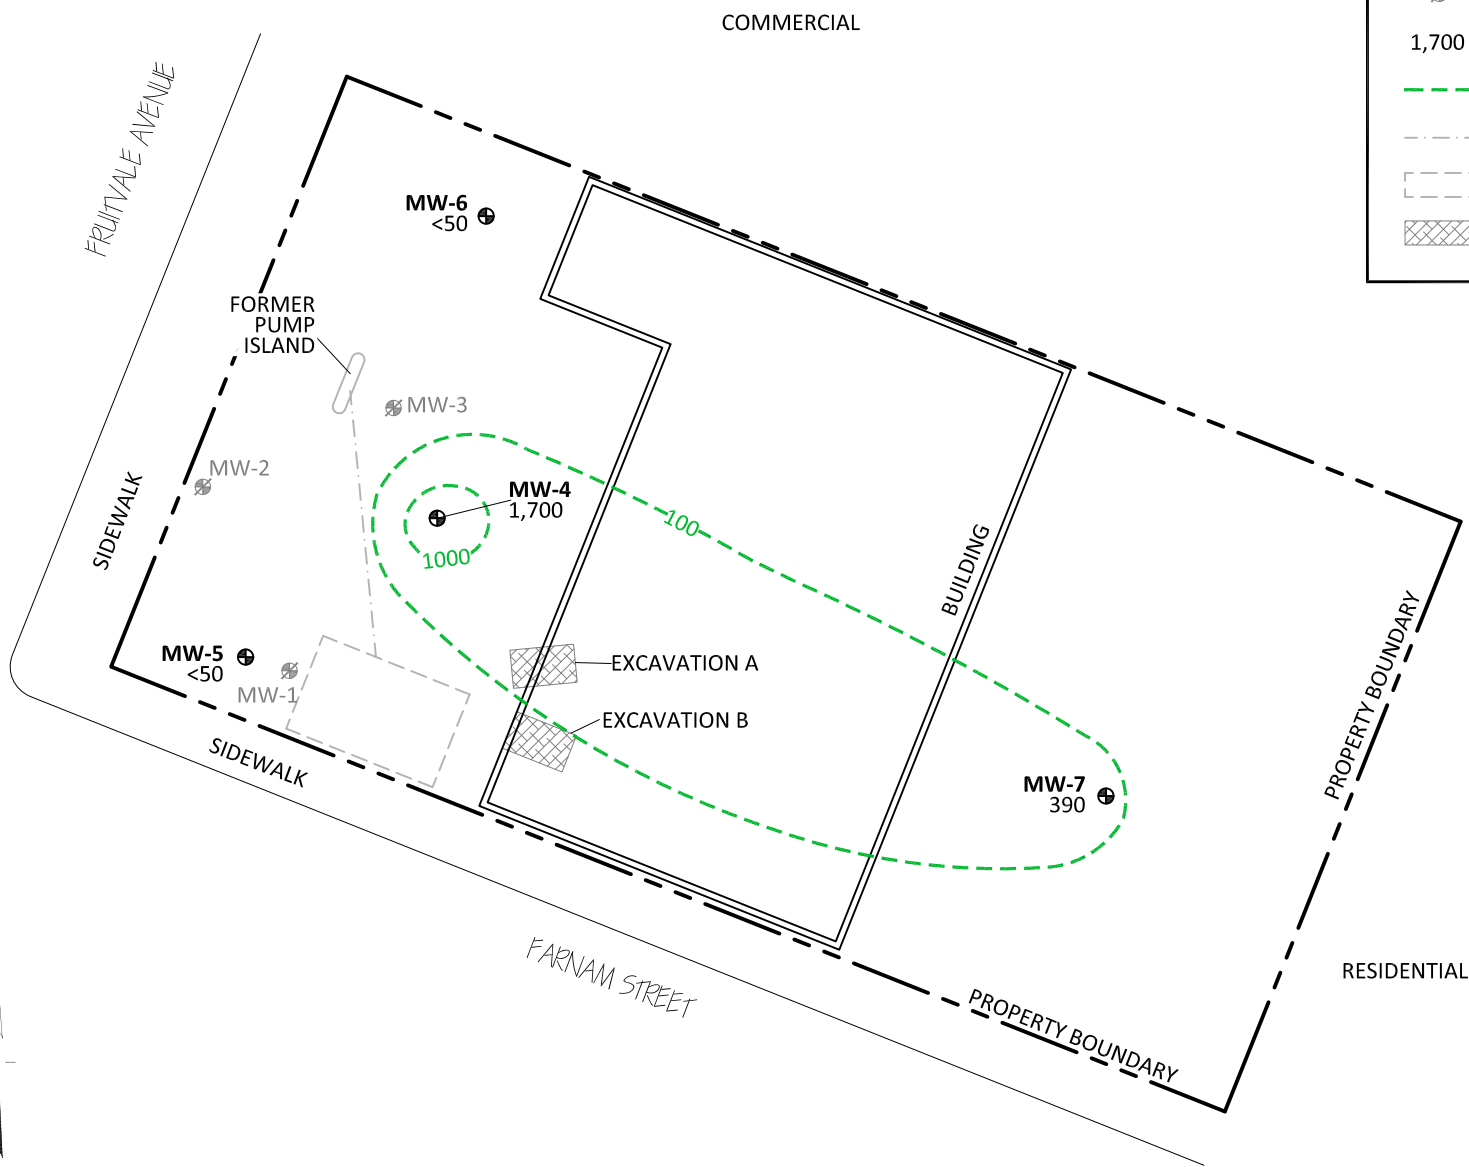 COMMERCIAL
1,700
FRUITVALE AVENUE
MW-6
<50
FORMER
PUMP
ISLAND
MW-3
MW-2
MW-4
1,700
100
1000
SIDEWALK
BUILDING
PROPERTY BOUNDARY
MW-5
<50
MW-1
EXCAVATION A
EXCAVATION B
SIDEWALK
MW-7
390
FARNAM STREET
RESIDENTIAL
PROPERTY BOUNDARY